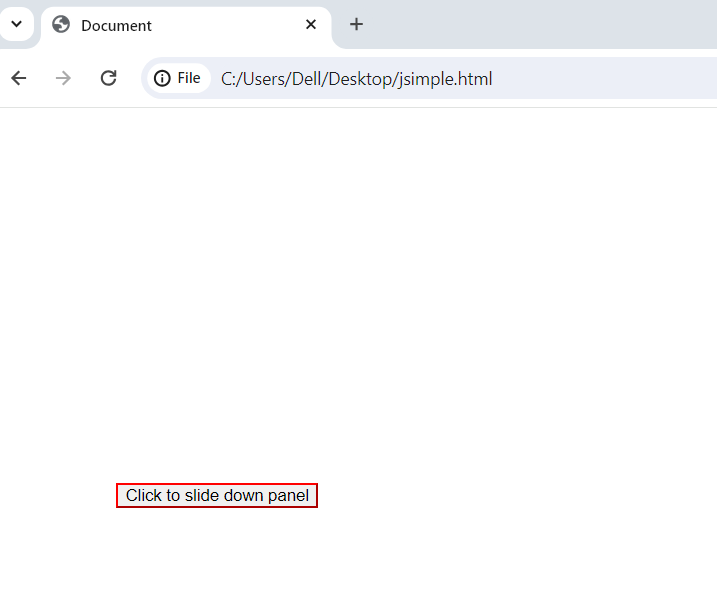 Document
File C:/Users/Dell/Desktop/jsimple.html
Click to slide down panel